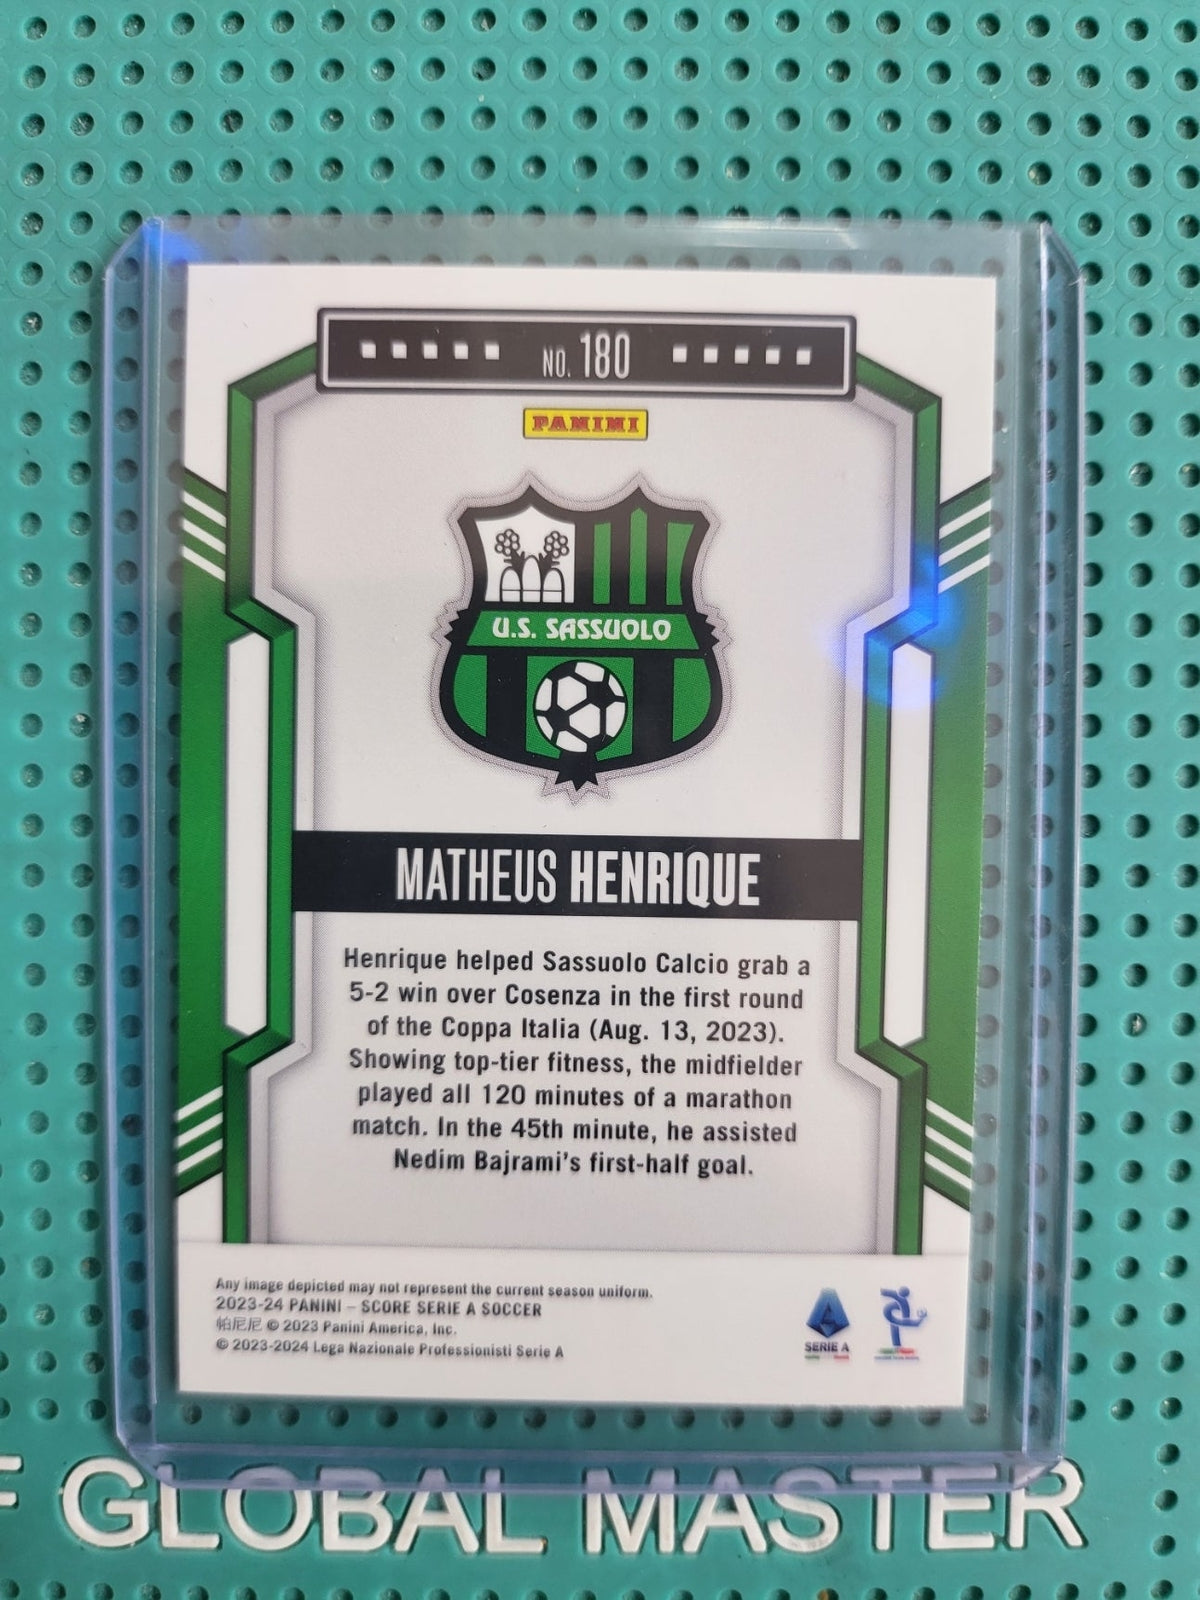 NO. 180
PANINI
U.S. SASSUOLO
MATHEUS HENRIQUE
Henrique helped Sassuolo Calcio grab a
5-2 win over Cosenza in the first round
of the Coppa Italia (Aug. 13, 2023).
Showing top-tier fitness, the midfielder
played all 120 minutes of a marathon
match. In the 45th minute, he assisted
Nedim Bajrami's first-half goal.
Any image depicted may not represent the current season uniform.
2023-24 PANINI – SCORE SERIE A SOCCER
帕尼尼 © 2023 Panini America, Inc.
© 2023-2024 Lega Nazionale Professionisti Serie A
SERIE A
F GLOBAL MASTER